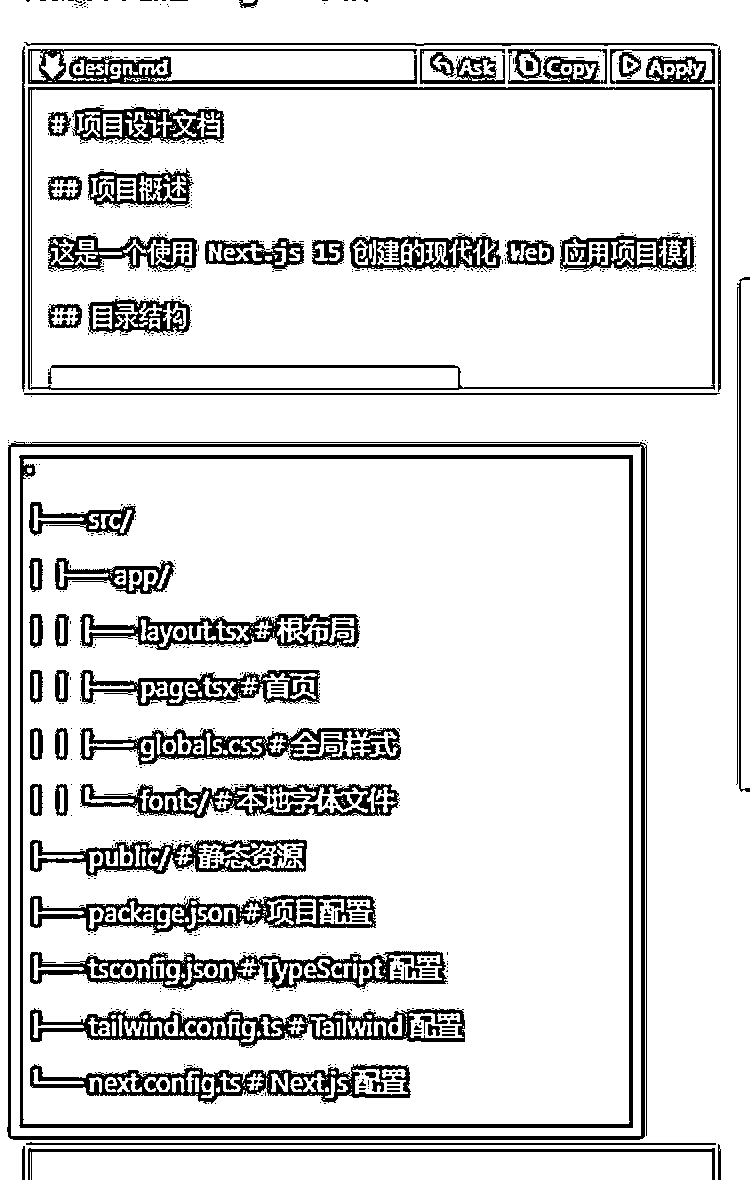 design.md Ask Copy Apply
# 项目设计文档
## 项目概述
这是一个使用 Next.js 15 创建的现代化 Web 应用项目模
## 目录结构
├── src/
│ ├── app/
│ │ ├── layout.tsx # 根布局
│ │ ├── page.tsx # 首页
│ │ ├── globals.css # 全局样式
│ │ └── fonts/ # 本地字体文件
├── public/ # 静态资源
├── package.json # 项目配置
├── tsconfig.json # TypeScript 配置
├── tailwind.config.ts # Tailwind 配置
└── next.config.ts # Next.js 配置